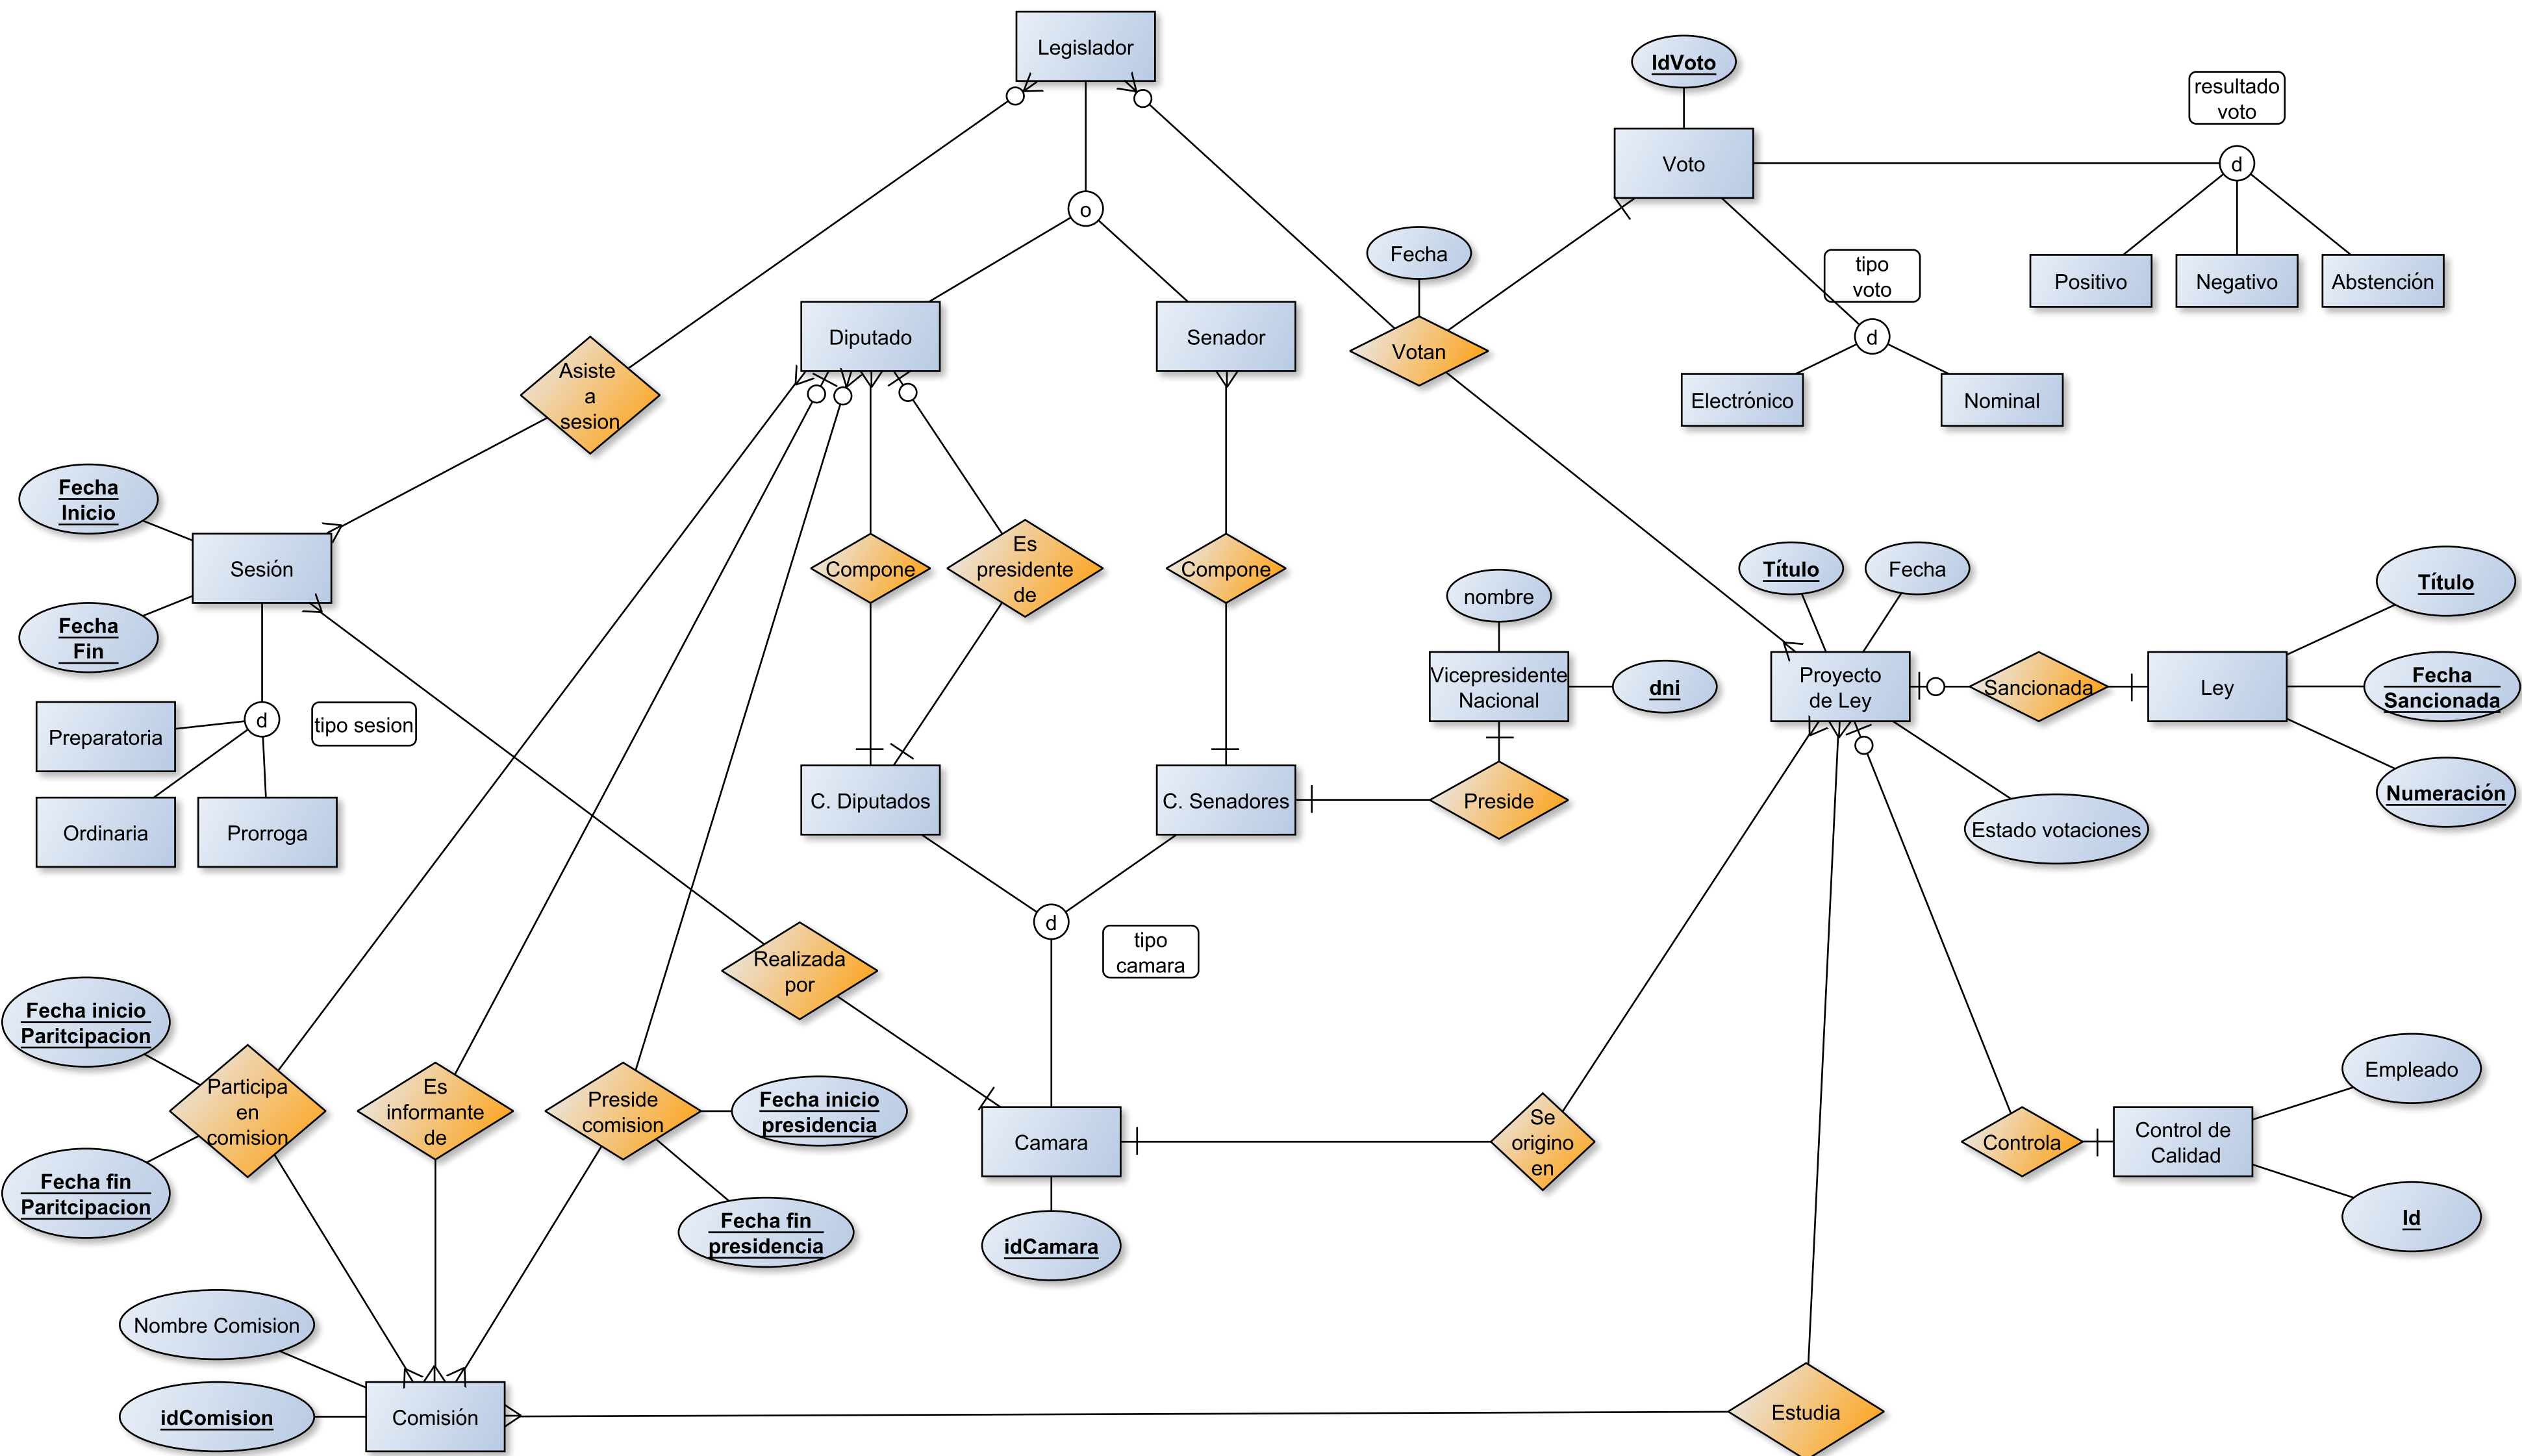 Legislador
IdVoto
resultado
voto
Voto
d
o
Fecha
tipo
voto
Positivo
Negativo
Abstención
Diputado
Senador
Votan
d
Asiste
a
sesion
Electrónico
Nominal
Fecha
Inicio
Sesión
Compone
Es
presidente
de
Compone
nombre
Título
Fecha
Título
Fecha
Fin
Vicepresidente
Nacional
dni
Proyecto
de Ley
Sancionada
Ley
Fecha
Sancionada
Preparatoria
d
tipo sesion
Ordinaria
Prorroga
C. Diputados
C. Senadores
Preside
Estado votaciones
Numeración
d
tipo
camara
Realizada
por
Fecha inicio
Paritcipacion
Participa
en
comision
Es
informante
de
Preside
comision
Fecha inicio
presidencia
Camara
Se
origino
en
Controla
Control de
Calidad
Empleado
Fecha fin
Paritcipacion
Fecha fin
presidencia
idCamara
Id
Nombre Comision
idComision
Comisión
Estudia